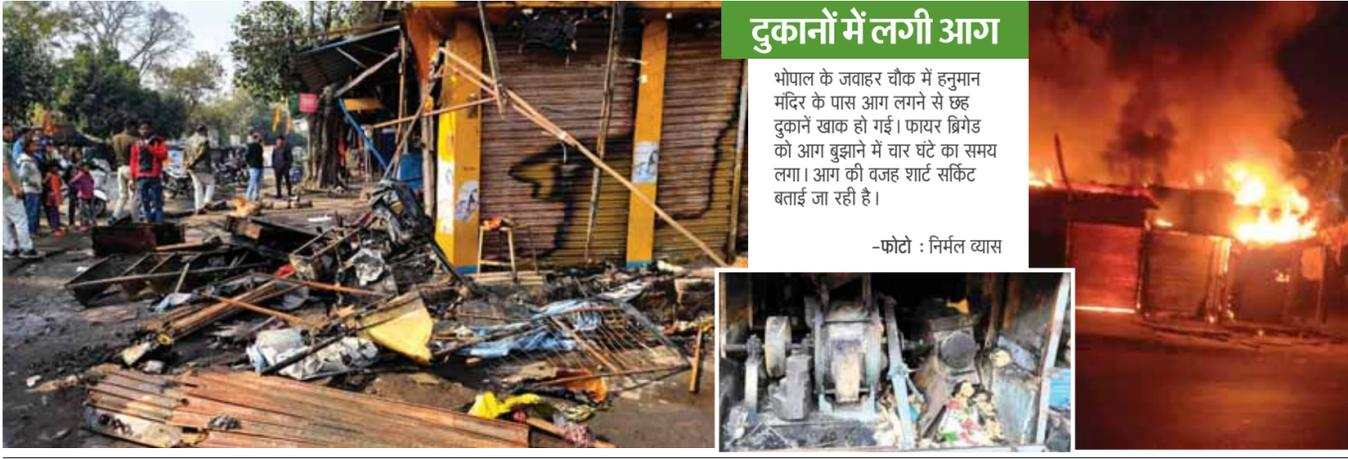 दुकानों में लगी आग
भोपाल के जवाहर चौक में हनुमान
मंदिर के पास आग लगने से छह
दुकानें खाक हो गई। फायर ब्रिगेड
को आग बुझाने में चार घंटे का समय
लगा। आग की वजह शार्ट सर्किट
बताई जा रही है।
-फोटो : निर्मल व्यास